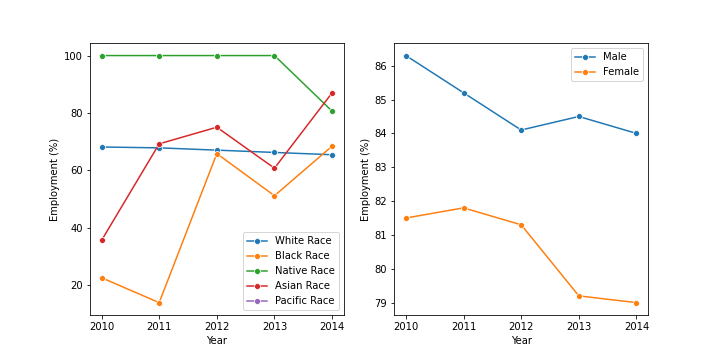 100
80
60
40
20
Employment (%)
2010 2011 2012 2013 2014
Year
White Race
Black Race
Native Race
Asian Race
Pacific Race
86
85
84
83
82
81
80
79
Employment (%)
2010 2011 2012 2013 2014
Year
Male
Female